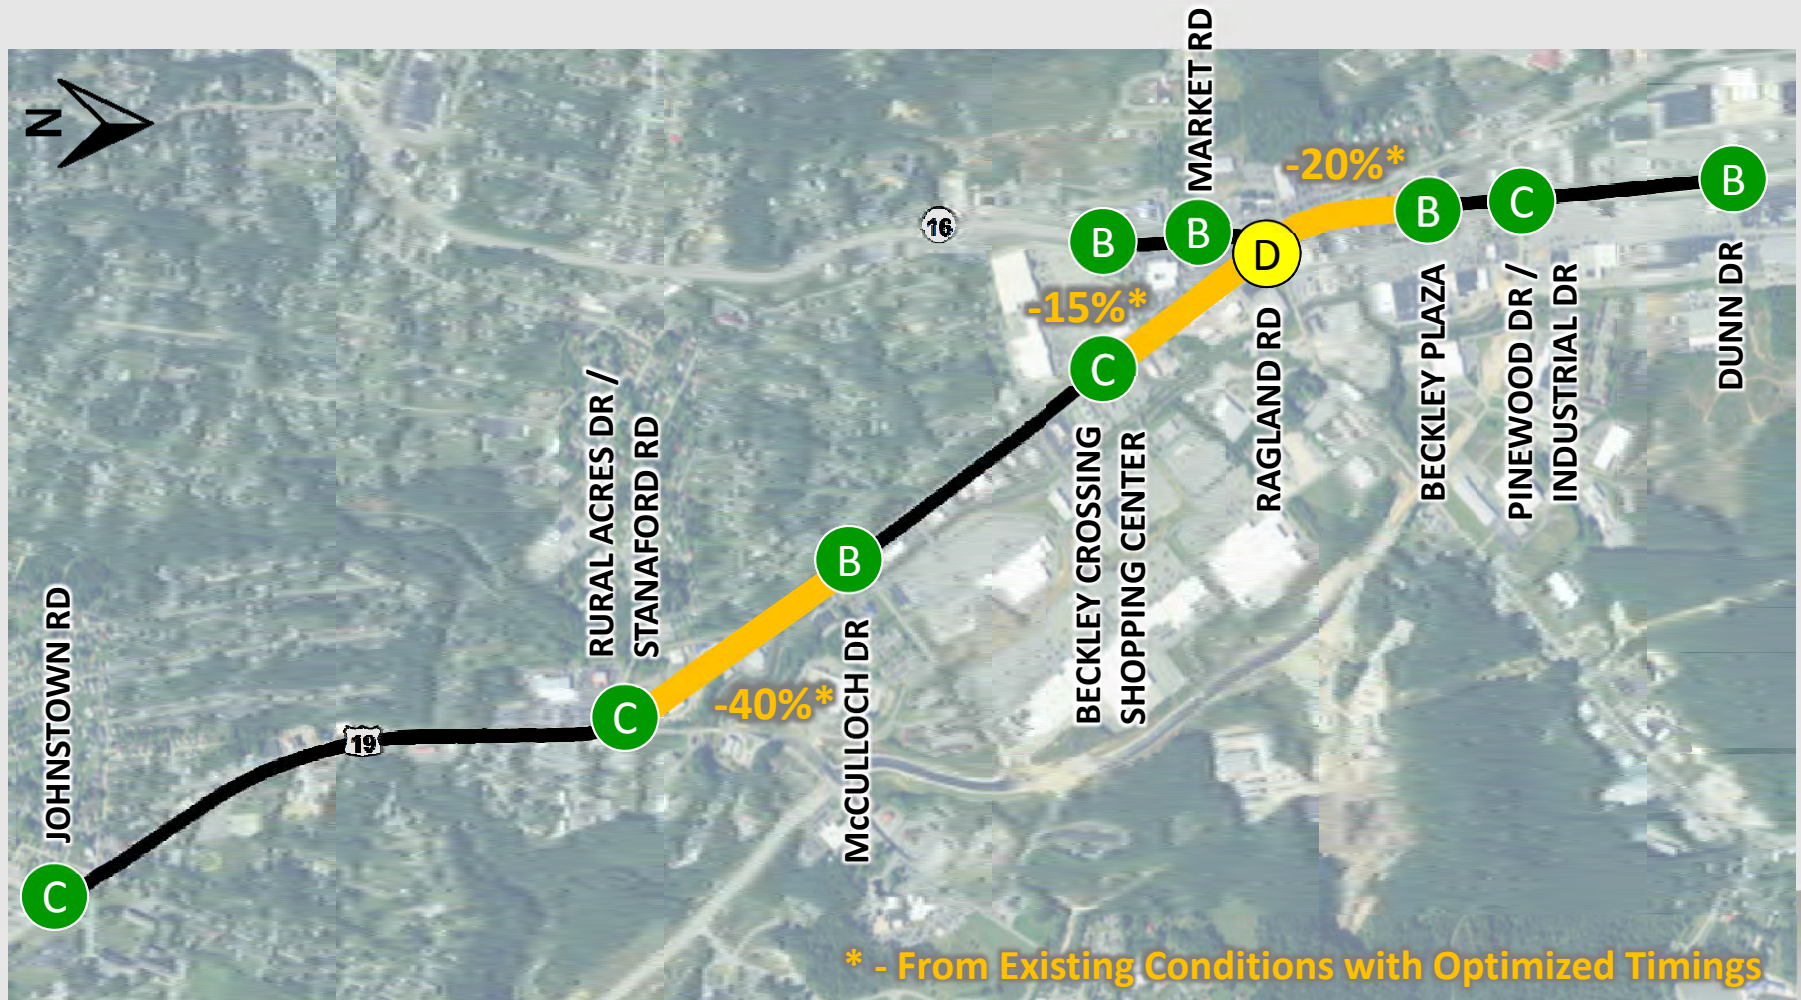 MARKET RD
N
-20%*
B
C
B
16
B
B
D
-15%*
C
RURAL ACRES DR /
STANAFORD RD
RAGLAND RD
BECKLEY PLAZA
PINEWOOD DR /
INDUSTRIAL DR
DUNN DR
BECKLEY CROSSING
SHOPPING CENTER
B
JOHNSTOWN RD
McCULLOCH DR
-40%*
C
19
C
* - From Existing Conditions with Optimized Timings